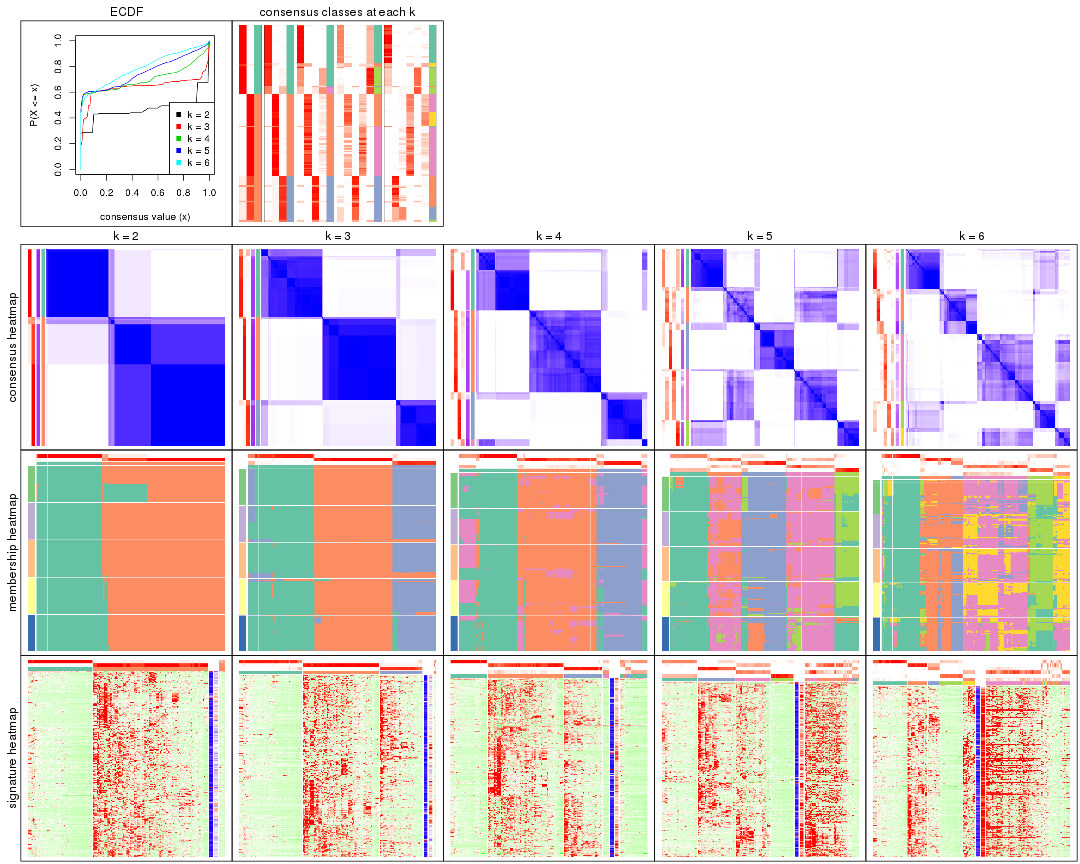 ECDF
consensus classes at each k
P(X <= x)
0.0 0.2 0.4 0.6 0.8 1.0
k = 2
k = 3
k = 4
k = 5
k = 6
0.0 0.2 0.4 0.6 0.8 1.0
consensus value (x)
k = 2 k = 3 k = 4 k = 5 k = 6
consensus heatmap
membership heatmap
signature heatmap